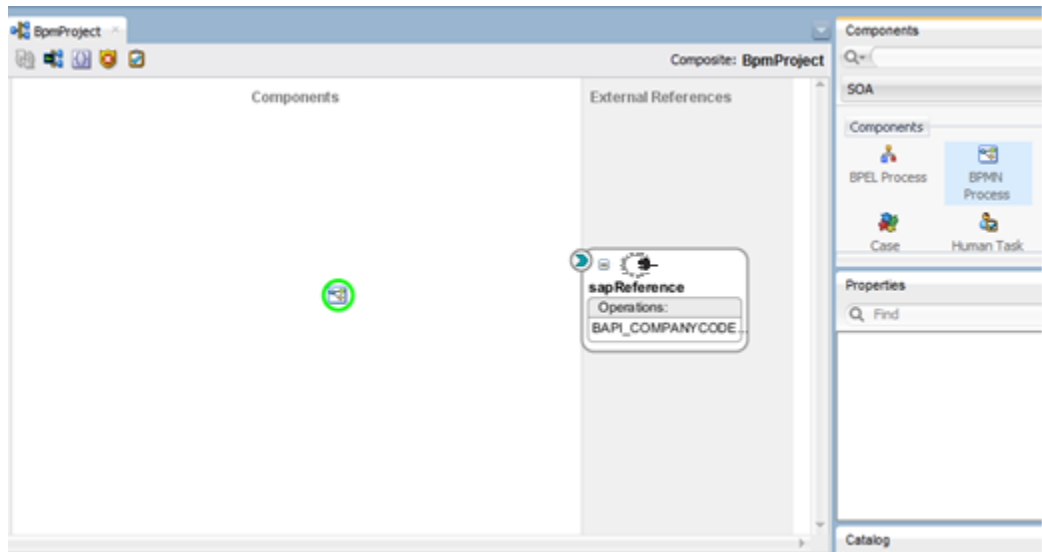 BpmProject
Composite: BpmProject
Components
External References
sapReference
Operations:
BAPI_COMPANYCODE...
Components
SOA
Components
BPEL Process
BPMN
Process
Case
Human Task
Properties
Find
Catalog